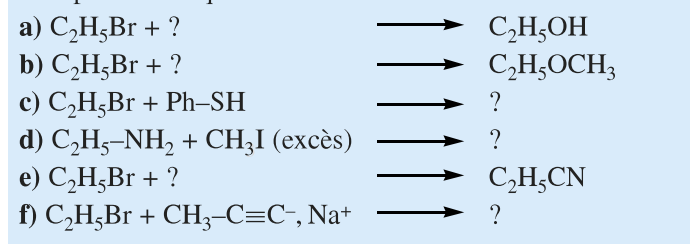 a) C₂H₅Br + ? ⟶ C₂H₅OH
b) C₂H₅Br + ? ⟶ C₂H₅OCH₃
c) C₂H₅Br + Ph–SH ⟶ ?
d) C₂H₅–NH₂ + CH₃I (excès) ⟶ ?
e) C₂H₅Br + ? ⟶ C₂H₅CN
f) C₂H₅Br + CH₃–C≡C⁻, Na⁺ ⟶ ?